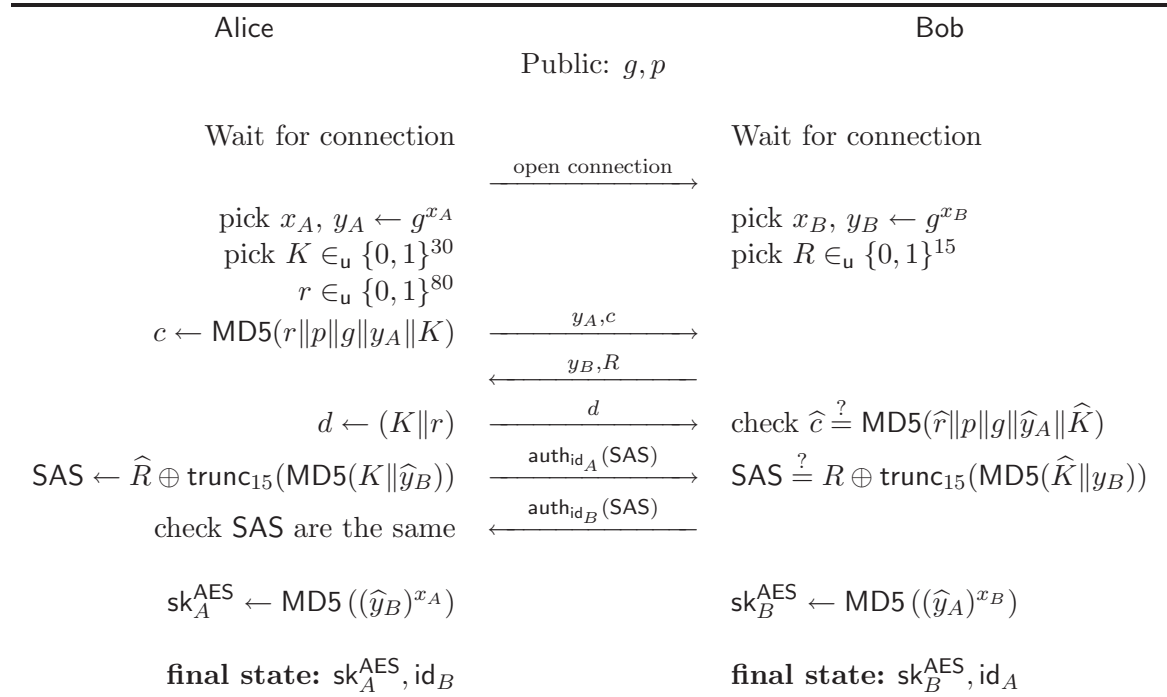 Alice Bob
Public: g, p
Wait for connection Wait for connection
open connection
pick x_A, y_A ← g^{x_A} pick x_B, y_B ← g^{x_B}
pick K ∈_u {0, 1}^{30} pick R ∈_u {0, 1}^{15}
r ∈_u {0, 1}^{80}
c ← MD5(r‖p‖g‖y_A‖K) y_A,c
y_B,R
d ← (K‖r) d check ĉ ≟ MD5(r̂‖p‖g‖ŷ_A‖K̂)
SAS ← R̂ ⊕ trunc_{15}(MD5(K‖ŷ_B)) auth_{id_A}(SAS) SAS ≟ R ⊕ trunc_{15}(MD5(K̂‖y_B))
check SAS are the same auth_{id_B}(SAS)
sk_A^{AES} ← MD5 ((ŷ_B)^{x_A}) sk_B^{AES} ← MD5 ((ŷ_A)^{x_B})
final state: sk_A^{AES}, id_B final state: sk_B^{AES}, id_A